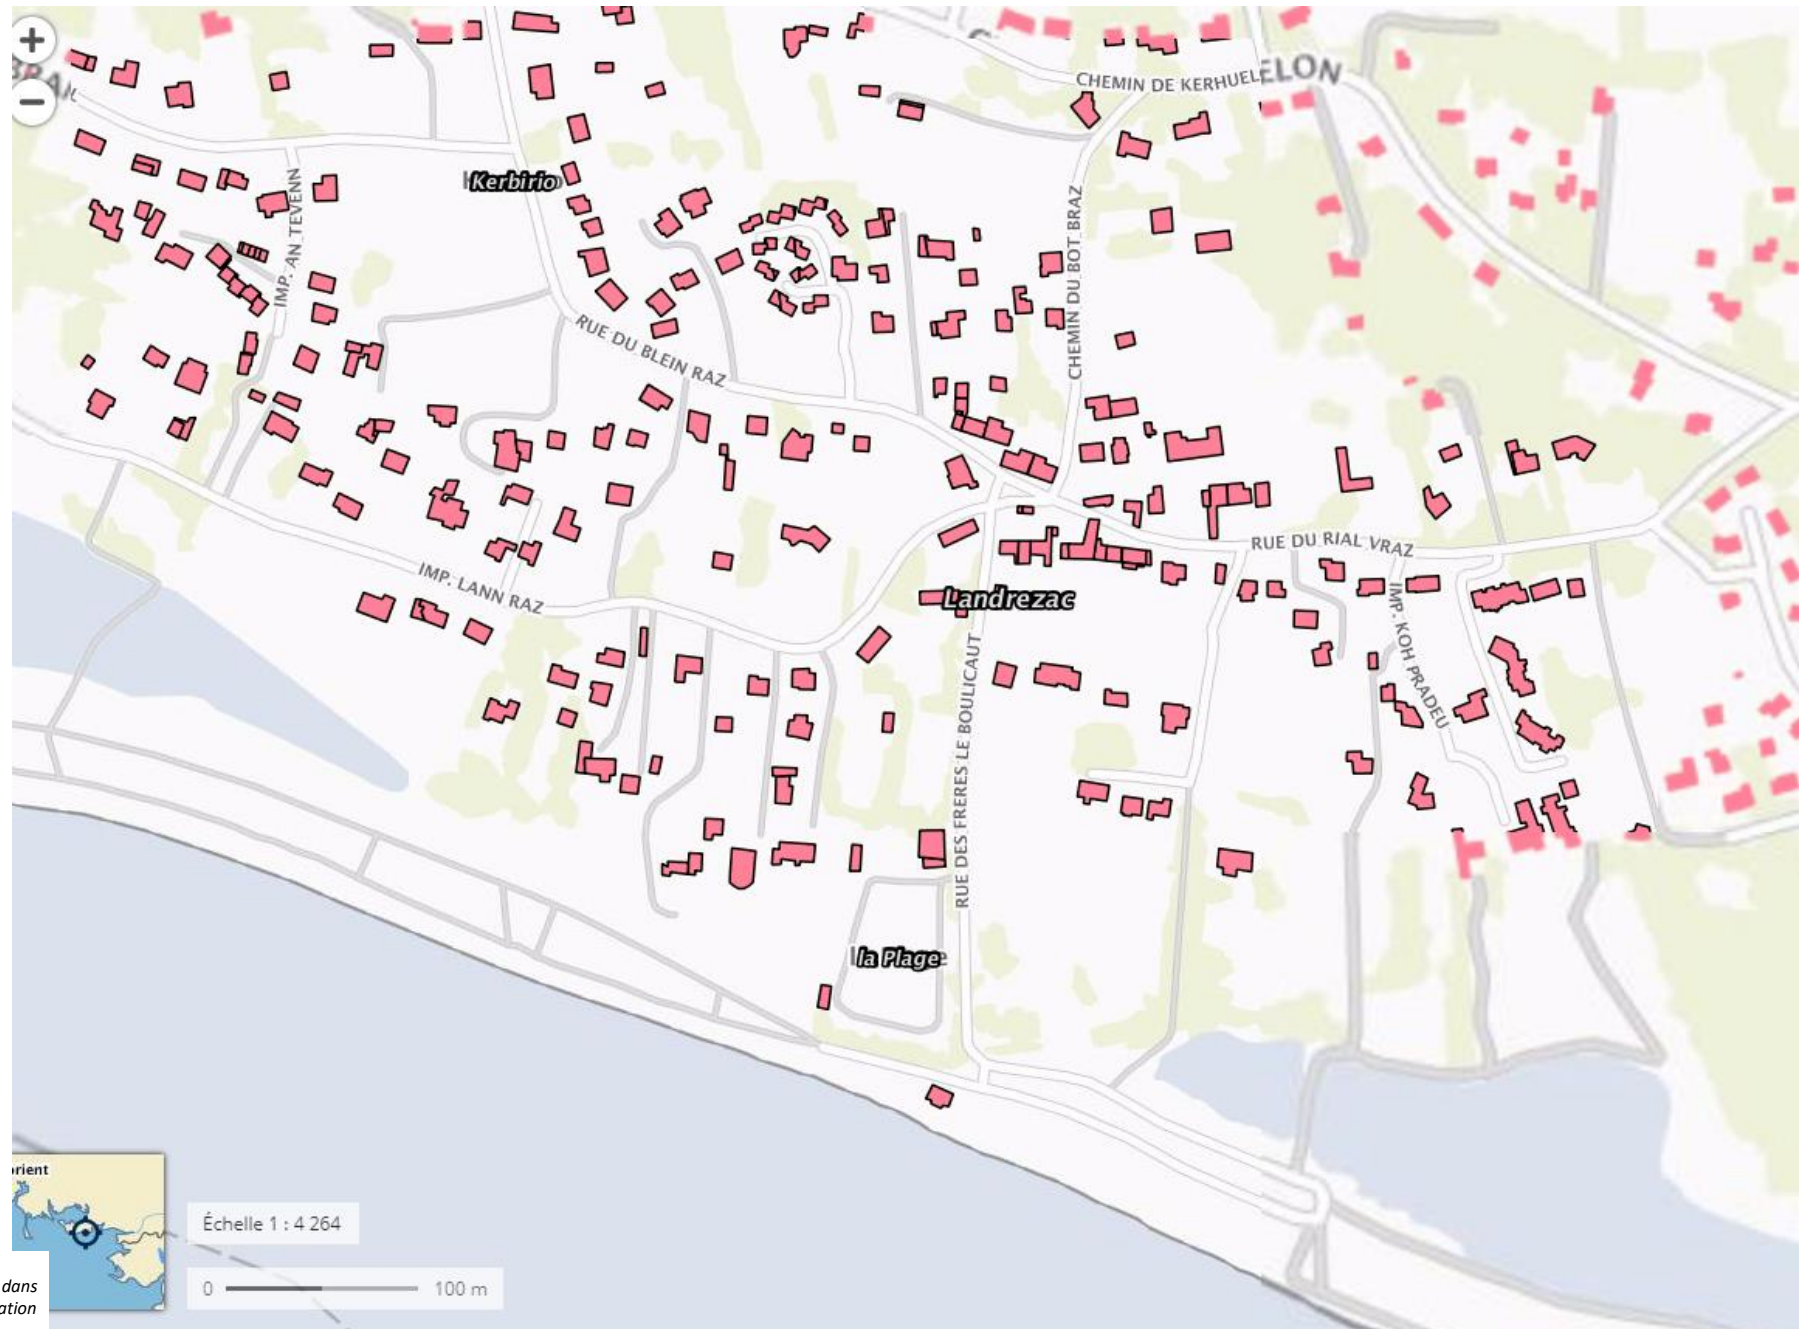 +
−
CHEMIN DE KERHUEL
ELON
Kerbirio
IMP. AN TEVENN
CHEMIN DU BOT BRAZ
RUE DU BLEIN RAZ
RUE DU RIAL VRAZ
IMP. LANN RAZ
Landrezac
IMP. KOH PRADEU
RUE DES FRERES LE BOULICAUT
la Plage
orient
Échelle 1 : 4 264
0 100 m
dans
ation